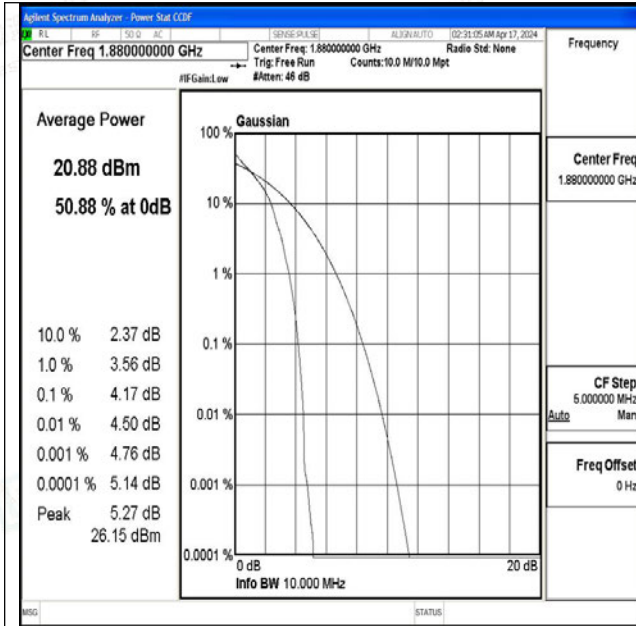 Agilent Spectrum Analyzer - Power Stat CCDF
RL RF 50 Ω AC SENSE:PULSE ALIGNAUTO 02:31:05 AM Apr 17, 2024
Center Freq 1.880000000 GHz
Center Freq: 1.880000000 GHz Radio Std: None
Trig: Free Run Counts:10.0 M/10.0 Mpt
#IFGain:Low #Atten: 46 dB
Frequency
Average Power
20.88 dBm
50.88 % at 0dB
10.0 % 2.37 dB
1.0 % 3.56 dB
0.1 % 4.17 dB
0.01 % 4.50 dB
0.001 % 4.76 dB
0.0001 % 5.14 dB
Peak 5.27 dB
26.15 dBm
Gaussian
100 %
10 %
1 %
0.1 %
0.01 %
0.001 %
0.0001 %
0 dB 20 dB
Info BW 10.000 MHz
Center Freq
1.880000000 GHz
CF Step
5.000000 MHz
Auto Man
Freq Offset
0 Hz
MSG STATUS